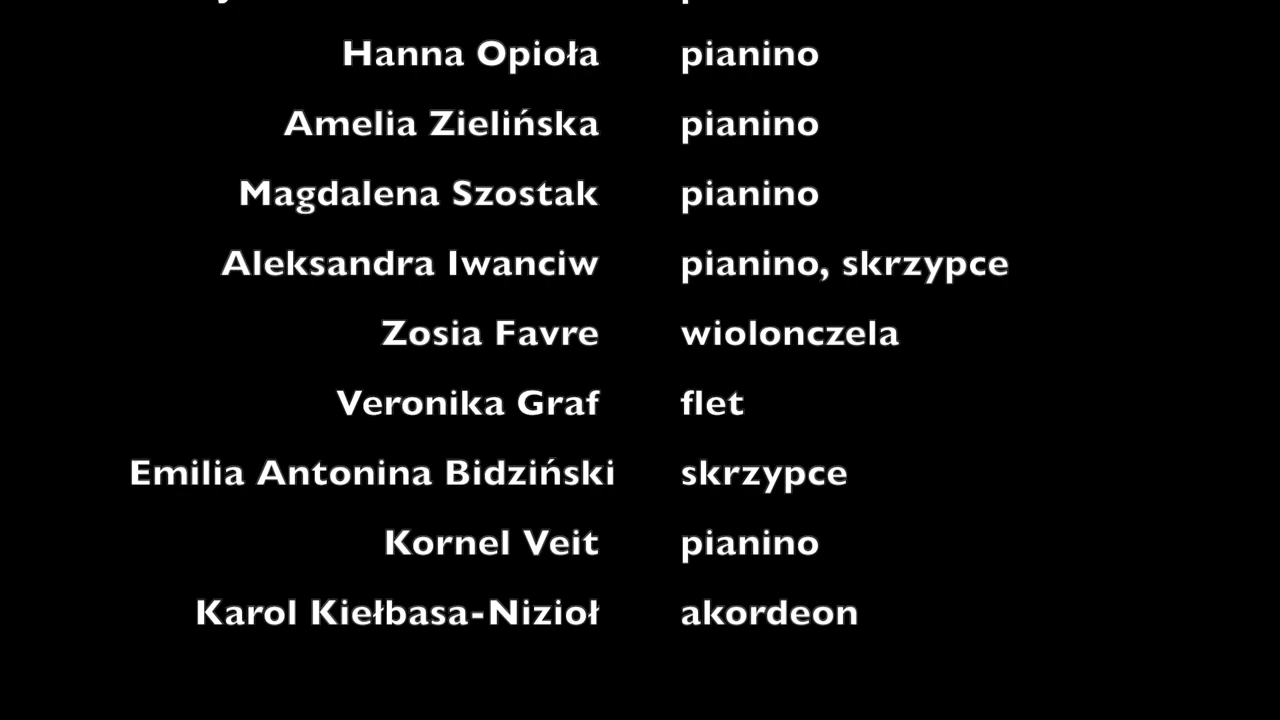 Hanna Opioła pianino
Amelia Zielińska pianino
Magdalena Szostak pianino
Aleksandra Iwanciw pianino, skrzypce
Zosia Favre wiolonczela
Veronika Graf flet
Emilia Antonina Bidziński skrzypce
Kornel Veit pianino
Karol Kiełbasa-Nizioł akordeon